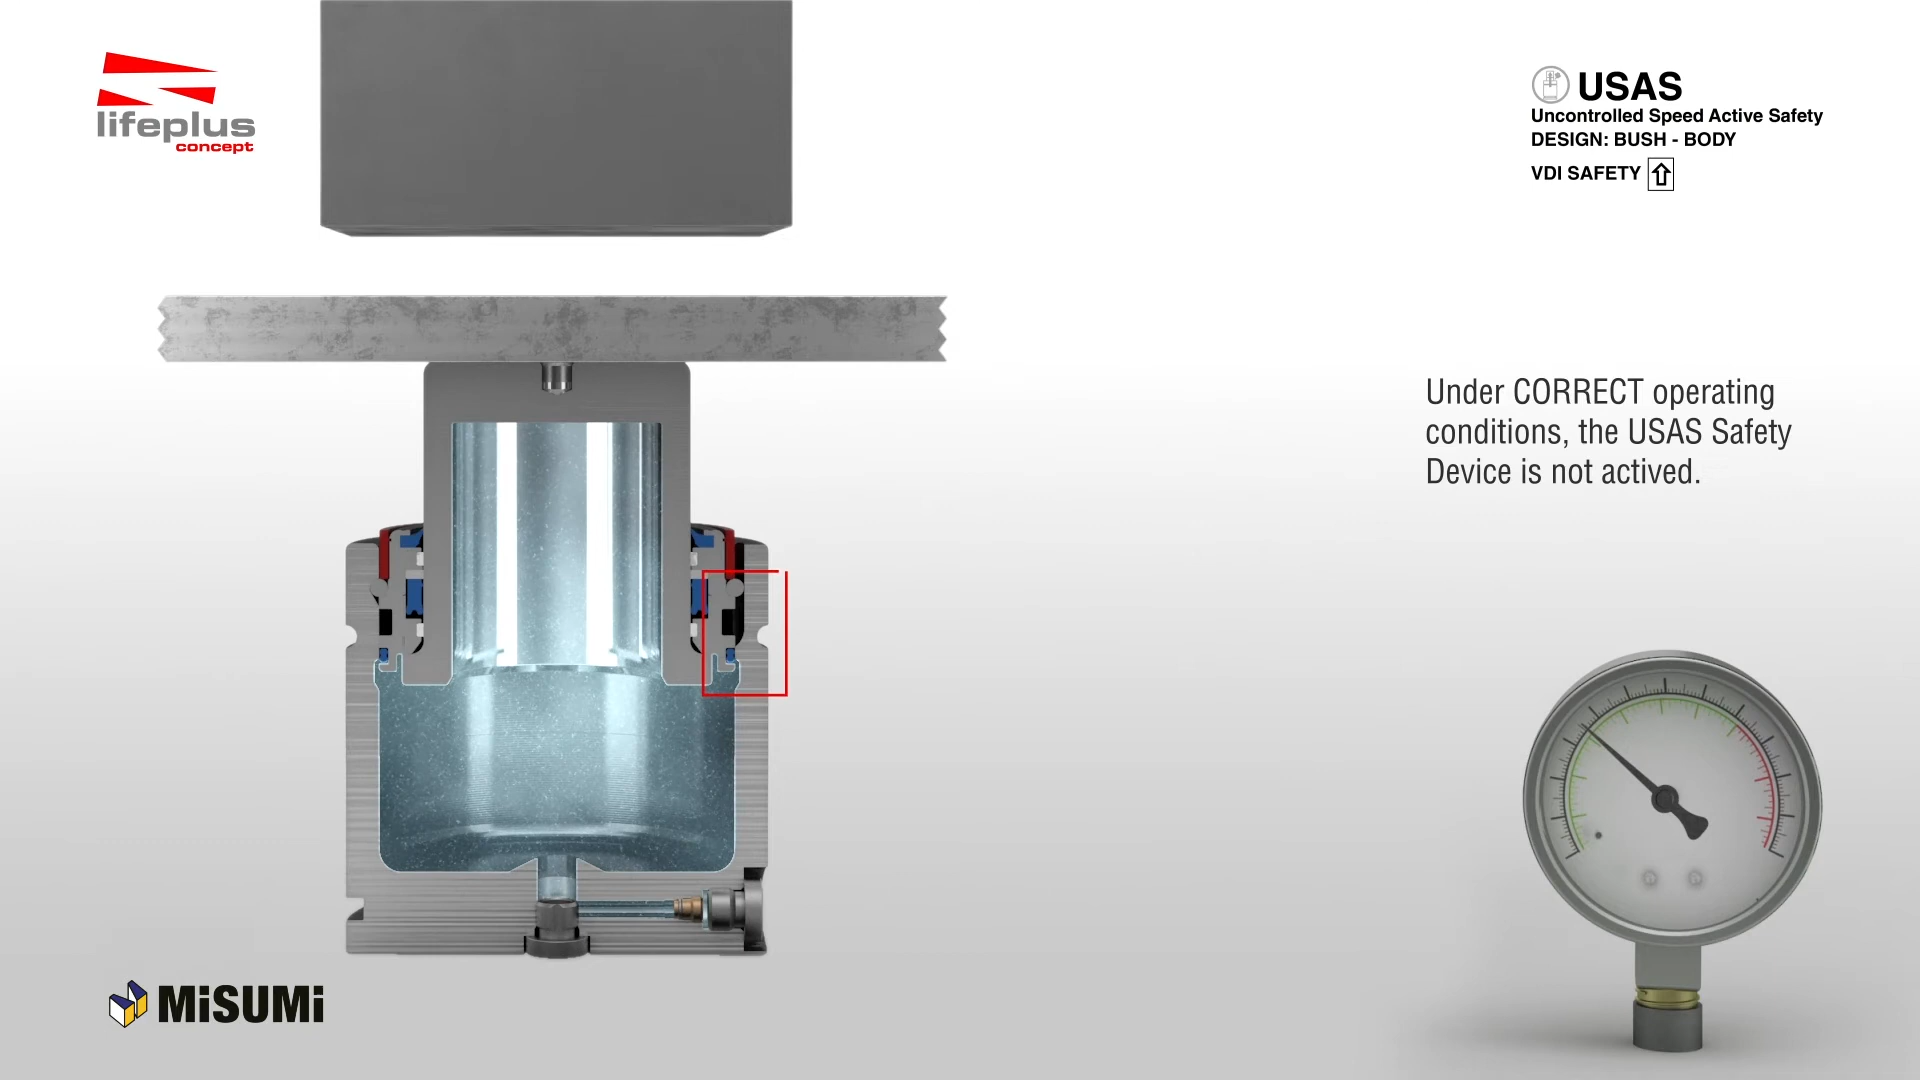 lifeplus
concept
USAS
Uncontrolled Speed Active Safety
DESIGN: BUSH - BODY
VDI SAFETY
Under CORRECT operating
conditions, the USAS Safety
Device is not actived.
MiSUMi